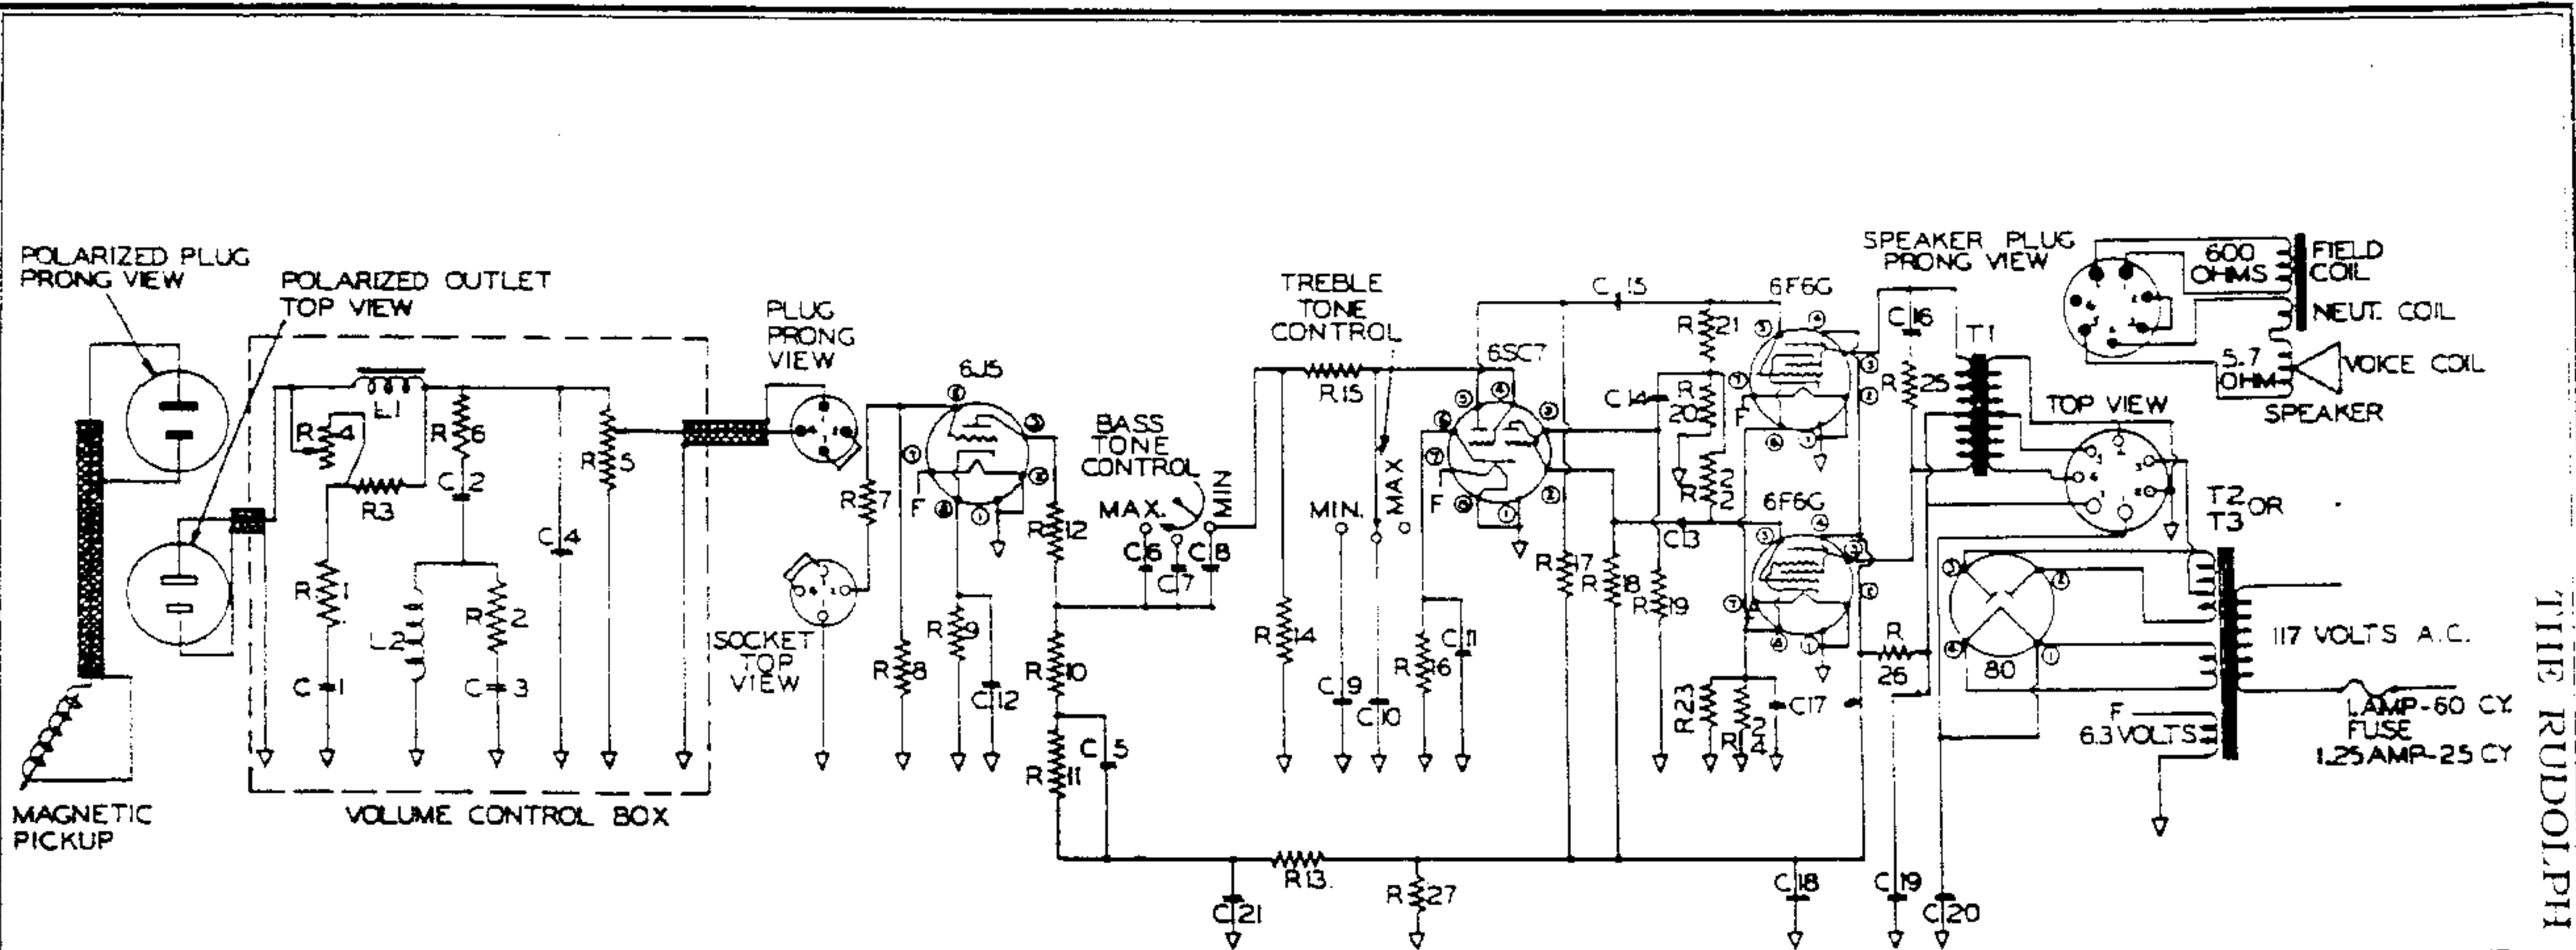 POLARIZED PLUG
PRONG VIEW
POLARIZED OUTLET
TOP VIEW
MAGNETIC
PICKUP
L1
R4
R3
R6
C2
R1
C1
L2
R2
C3
C4
R5
VOLUME CONTROL BOX
PLUG
PRONG
VIEW
SOCKET
TOP
VIEW
6J5
F
R7
R8
R9
C12
R12
R10
R11
C5
BASS
TONE
CONTROL
MAX.
MIN
C6
C7
C8
TREBLE
TONE
CONTROL
R15
MIN.
MAX
R14
C9
C10
R16
C11
6SC7
F
C15
R17
R18
R19
C14
R21
R20
R22
C13
6F6G
F
6F6G
F
R23
R24
C17
C16
R25
R26
T1
SPEAKER PLUG
PRONG VIEW
600
OHMS
FIELD
COIL
NEUT. COIL
5.7
OHM
VOICE COIL
SPEAKER
TOP VIEW
T2 OR
T3
80
117 VOLTS A.C.
F
6.3 VOLTS
1 AMP-60 CY.
FUSE
1.25 AMP-25 CY
C21
R13
R27
C18
C19
C20
THE RUDOLPH